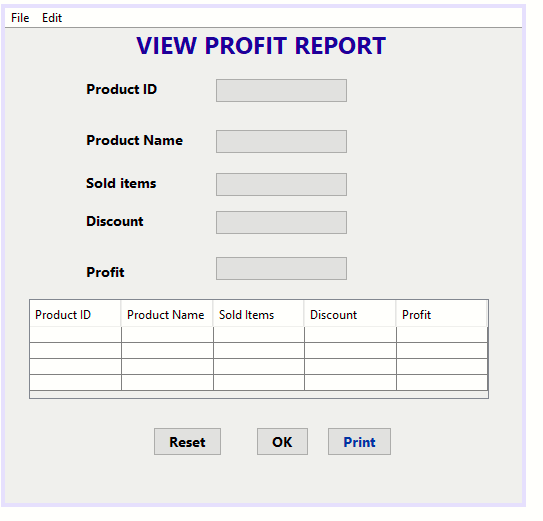 File Edit
VIEW PROFIT REPORT
Product ID
Product Name
Sold items
Discount
Profit
Product ID Product Name Sold Items Discount Profit
Reset OK Print